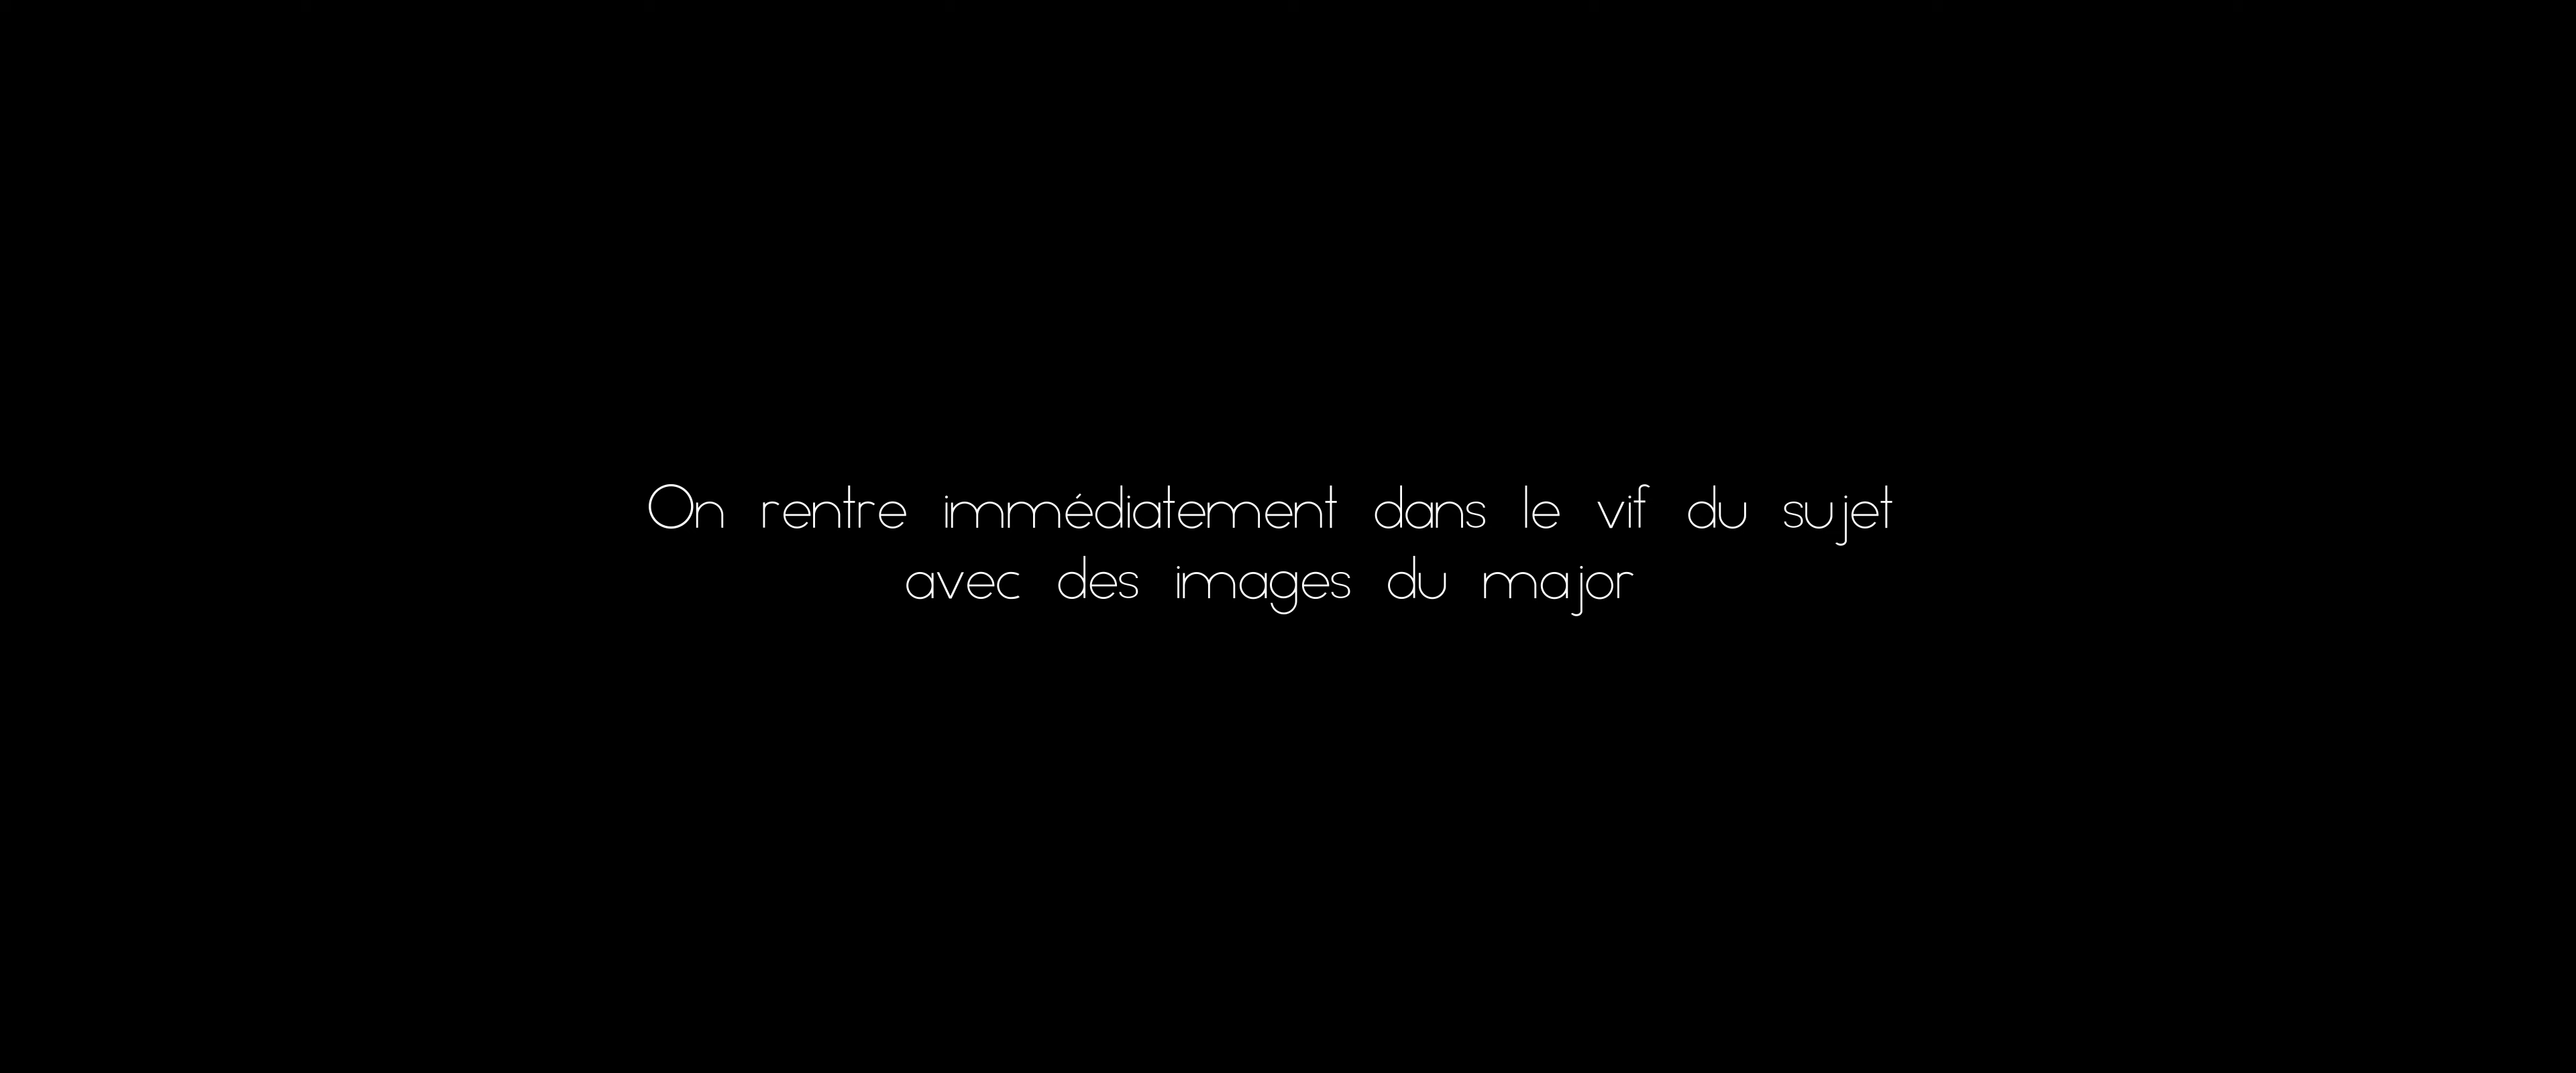 On rentre immédiatement dans le vif du sujet
avec des images du major